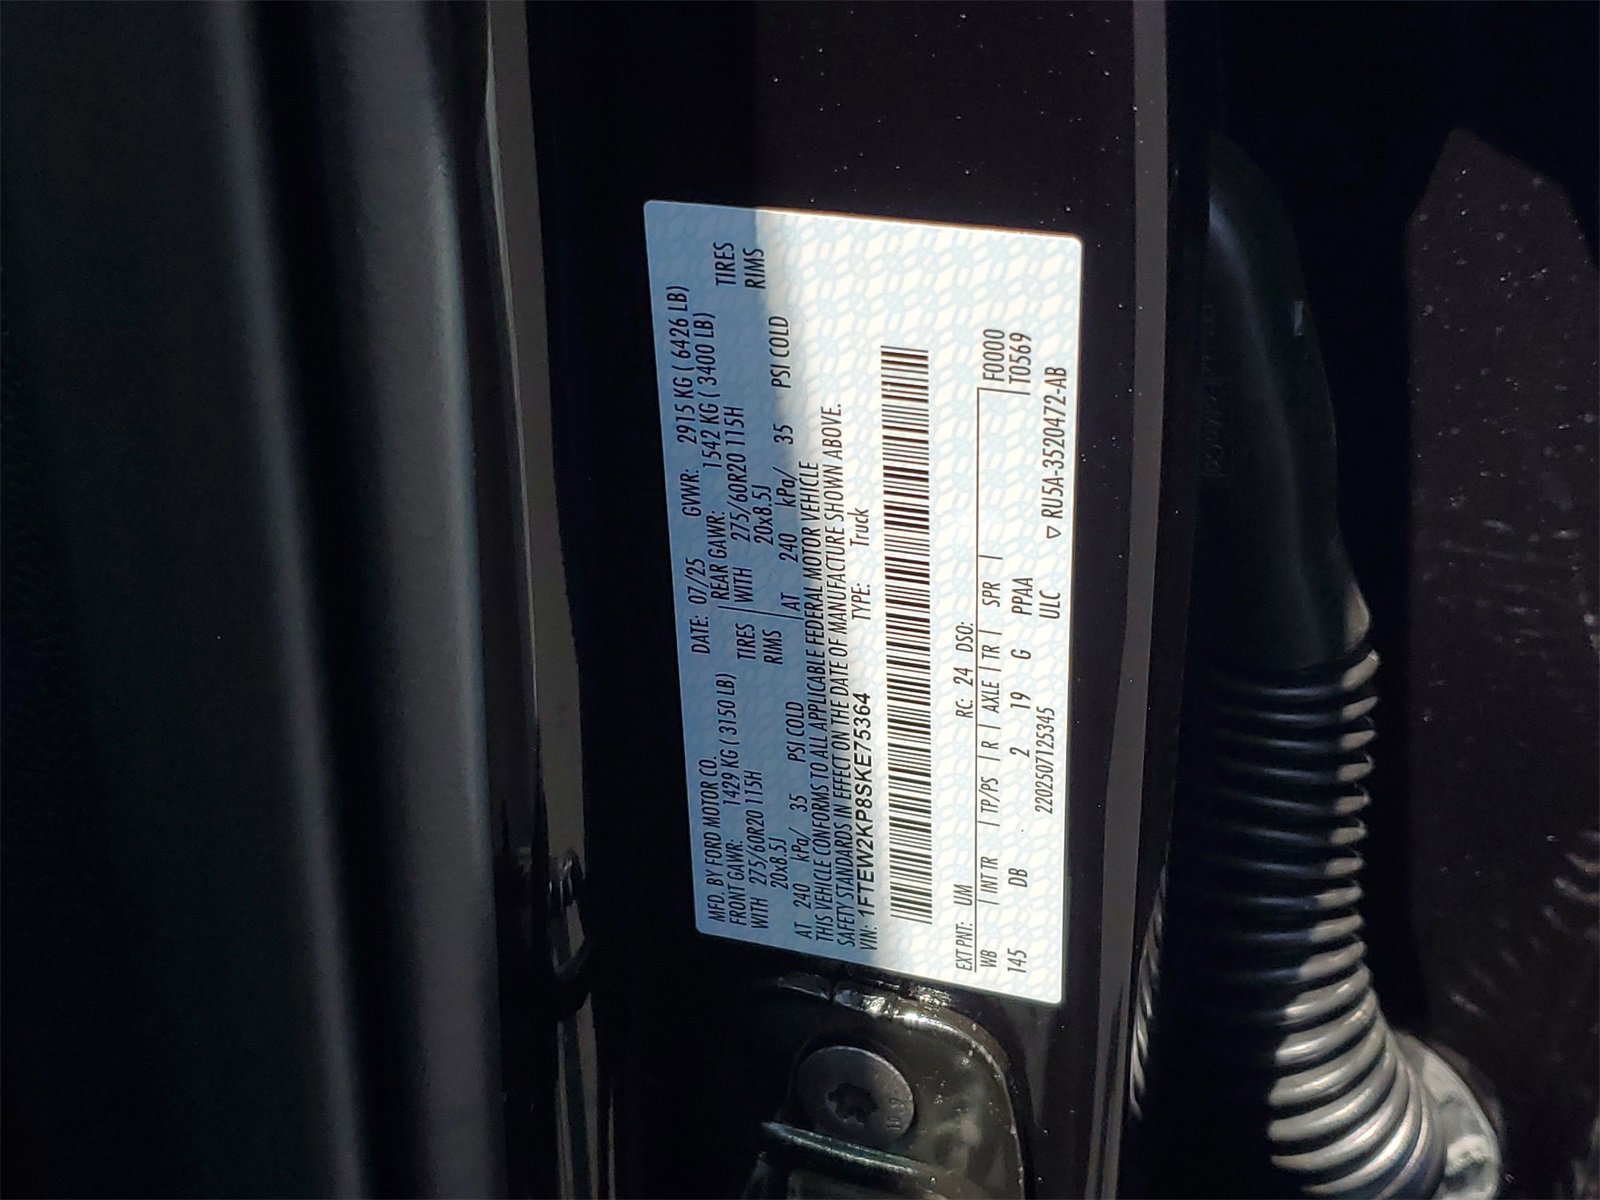 MFD. BY FORD MOTOR CO. DATE: 07/25 GVWR: 2915 KG ( 6426 LB)
FRONT GAWR: 1429 KG ( 3150 LB) REAR GAWR: 1542 KG ( 3400 LB)
WITH 275/60R20 115H TIRES WITH 275/60R20 115H TIRES
20x8.5J RIMS 20x8.5J RIMS
AT 240 kPa/ 35 PSI COLD AT 240 kPa/ 35 PSI COLD
THIS VEHICLE CONFORMS TO ALL APPLICABLE FEDERAL MOTOR VEHICLE
SAFETY STANDARDS IN EFFECT ON THE DATE OF MANUFACTURE SHOWN ABOVE.
VIN: 1FTEW2KP8SKE75364 TYPE: Truck
EXT PNT: UM RC: 24 DSO:
WB | INT TR | TP/PS | R | AXLE | TR | SPR | F0000
145 DB 2 19 G PPAA T0569
2202507125345 ULC ▽ RU5A-3520472-AB
10.9